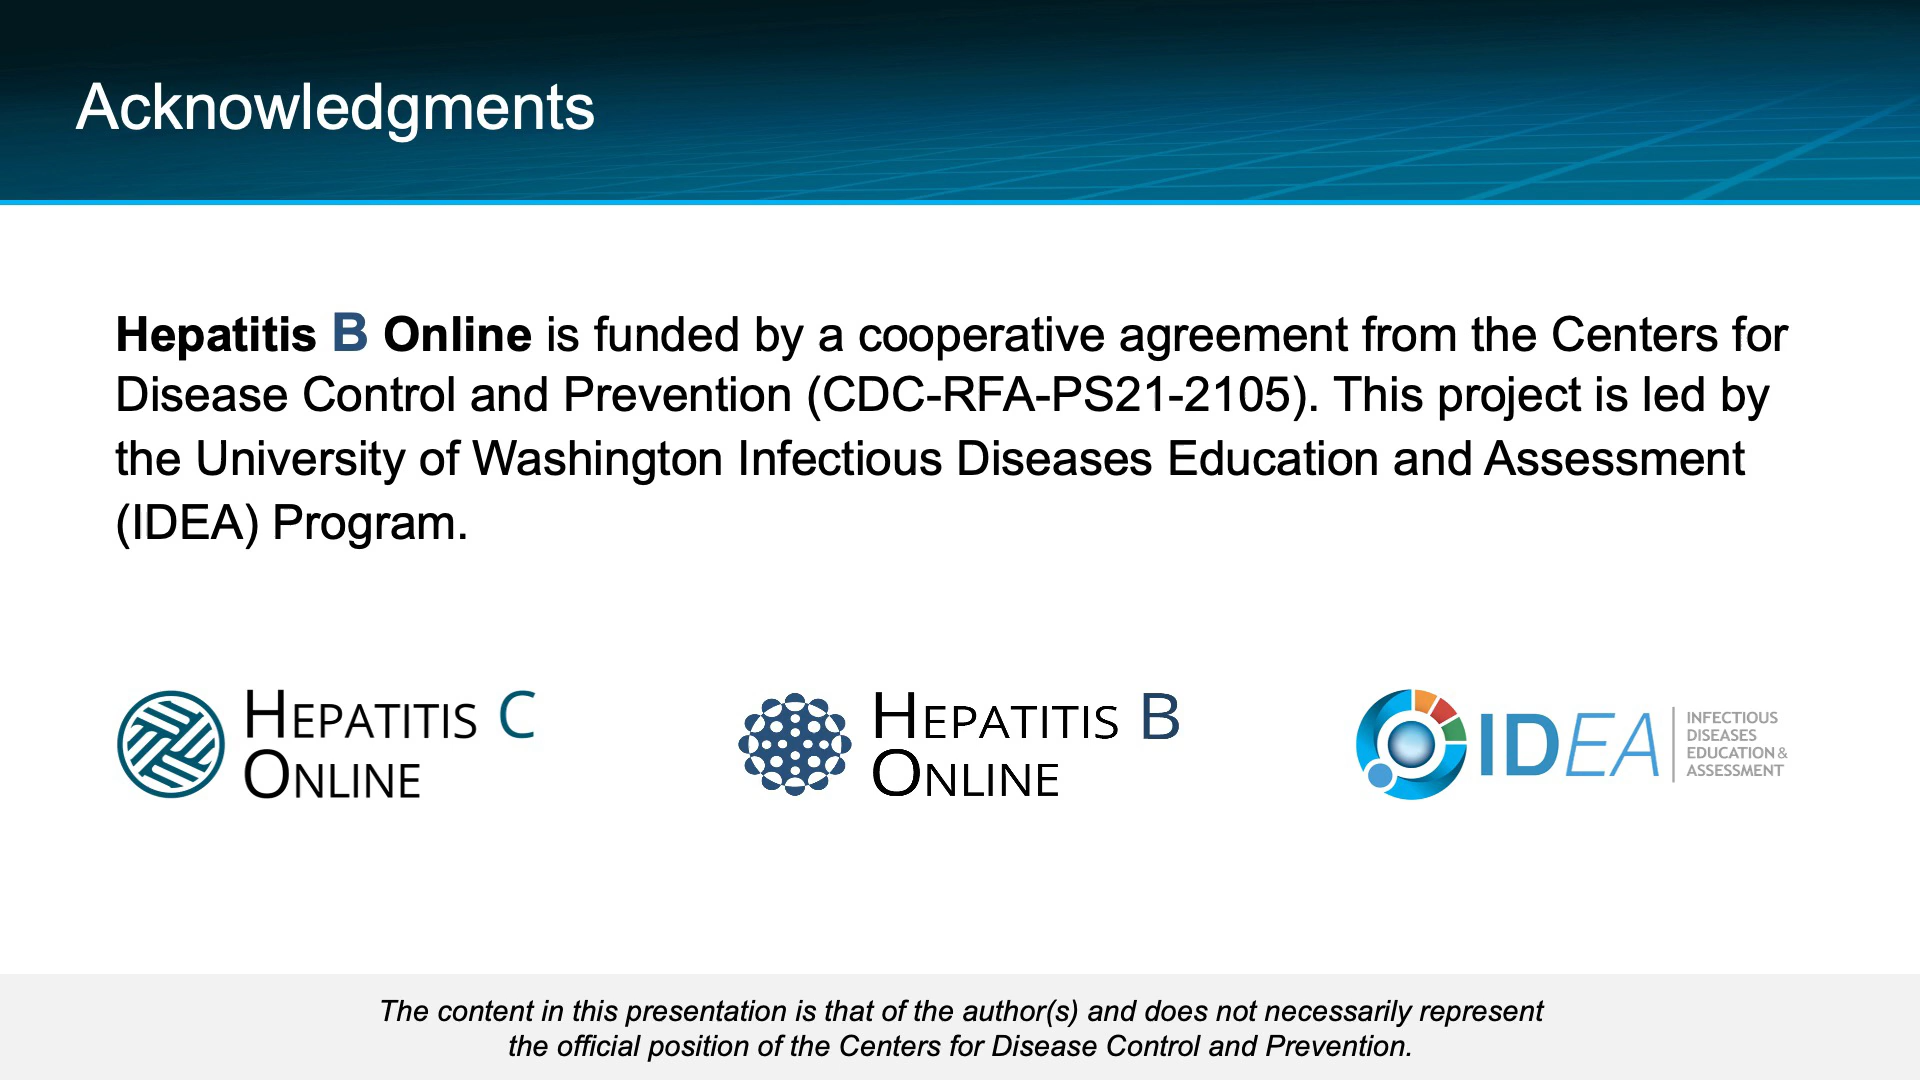 Acknowledgments
Hepatitis B Online is funded by a cooperative agreement from the Centers for
Disease Control and Prevention (CDC-RFA-PS21-2105). This project is led by
the University of Washington Infectious Diseases Education and Assessment
(IDEA) Program.
HEPATITIS C
ONLINE
HEPATITIS B
ONLINE
IDEA
INFECTIOUS
DISEASES
EDUCATION &
ASSESSMENT
The content in this presentation is that of the author(s) and does not necessarily represent
the official position of the Centers for Disease Control and Prevention.